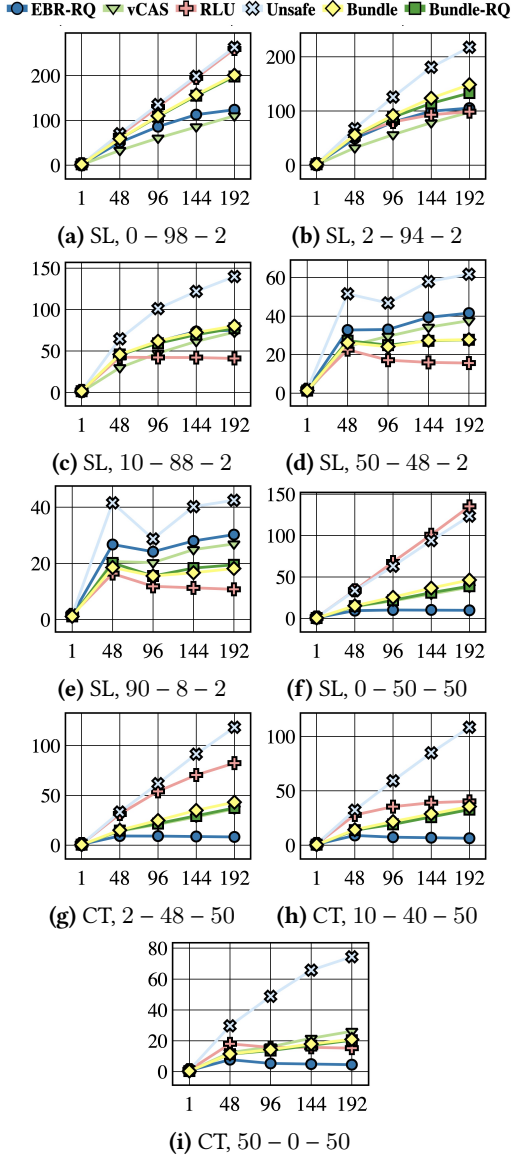 EBR-RQ vCAS RLU Unsafe Bundle Bundle-RQ
200
100
0
1 48 96 144 192
(a) SL, 0 – 98 – 2
200
100
0
1 48 96 144 192
(b) SL, 2 – 94 – 2
150
100
50
0
1 48 96 144 192
(c) SL, 10 – 88 – 2
60
40
20
0
1 48 96 144 192
(d) SL, 50 – 48 – 2
40
20
0
1 48 96 144 192
(e) SL, 90 – 8 – 2
150
100
50
0
1 48 96 144 192
(f) SL, 0 – 50 – 50
100
50
0
1 48 96 144 192
(g) CT, 2 – 48 – 50
100
50
0
1 48 96 144 192
(h) CT, 10 – 40 – 50
80
60
40
20
0
1 48 96 144 192
(i) CT, 50 – 0 – 50